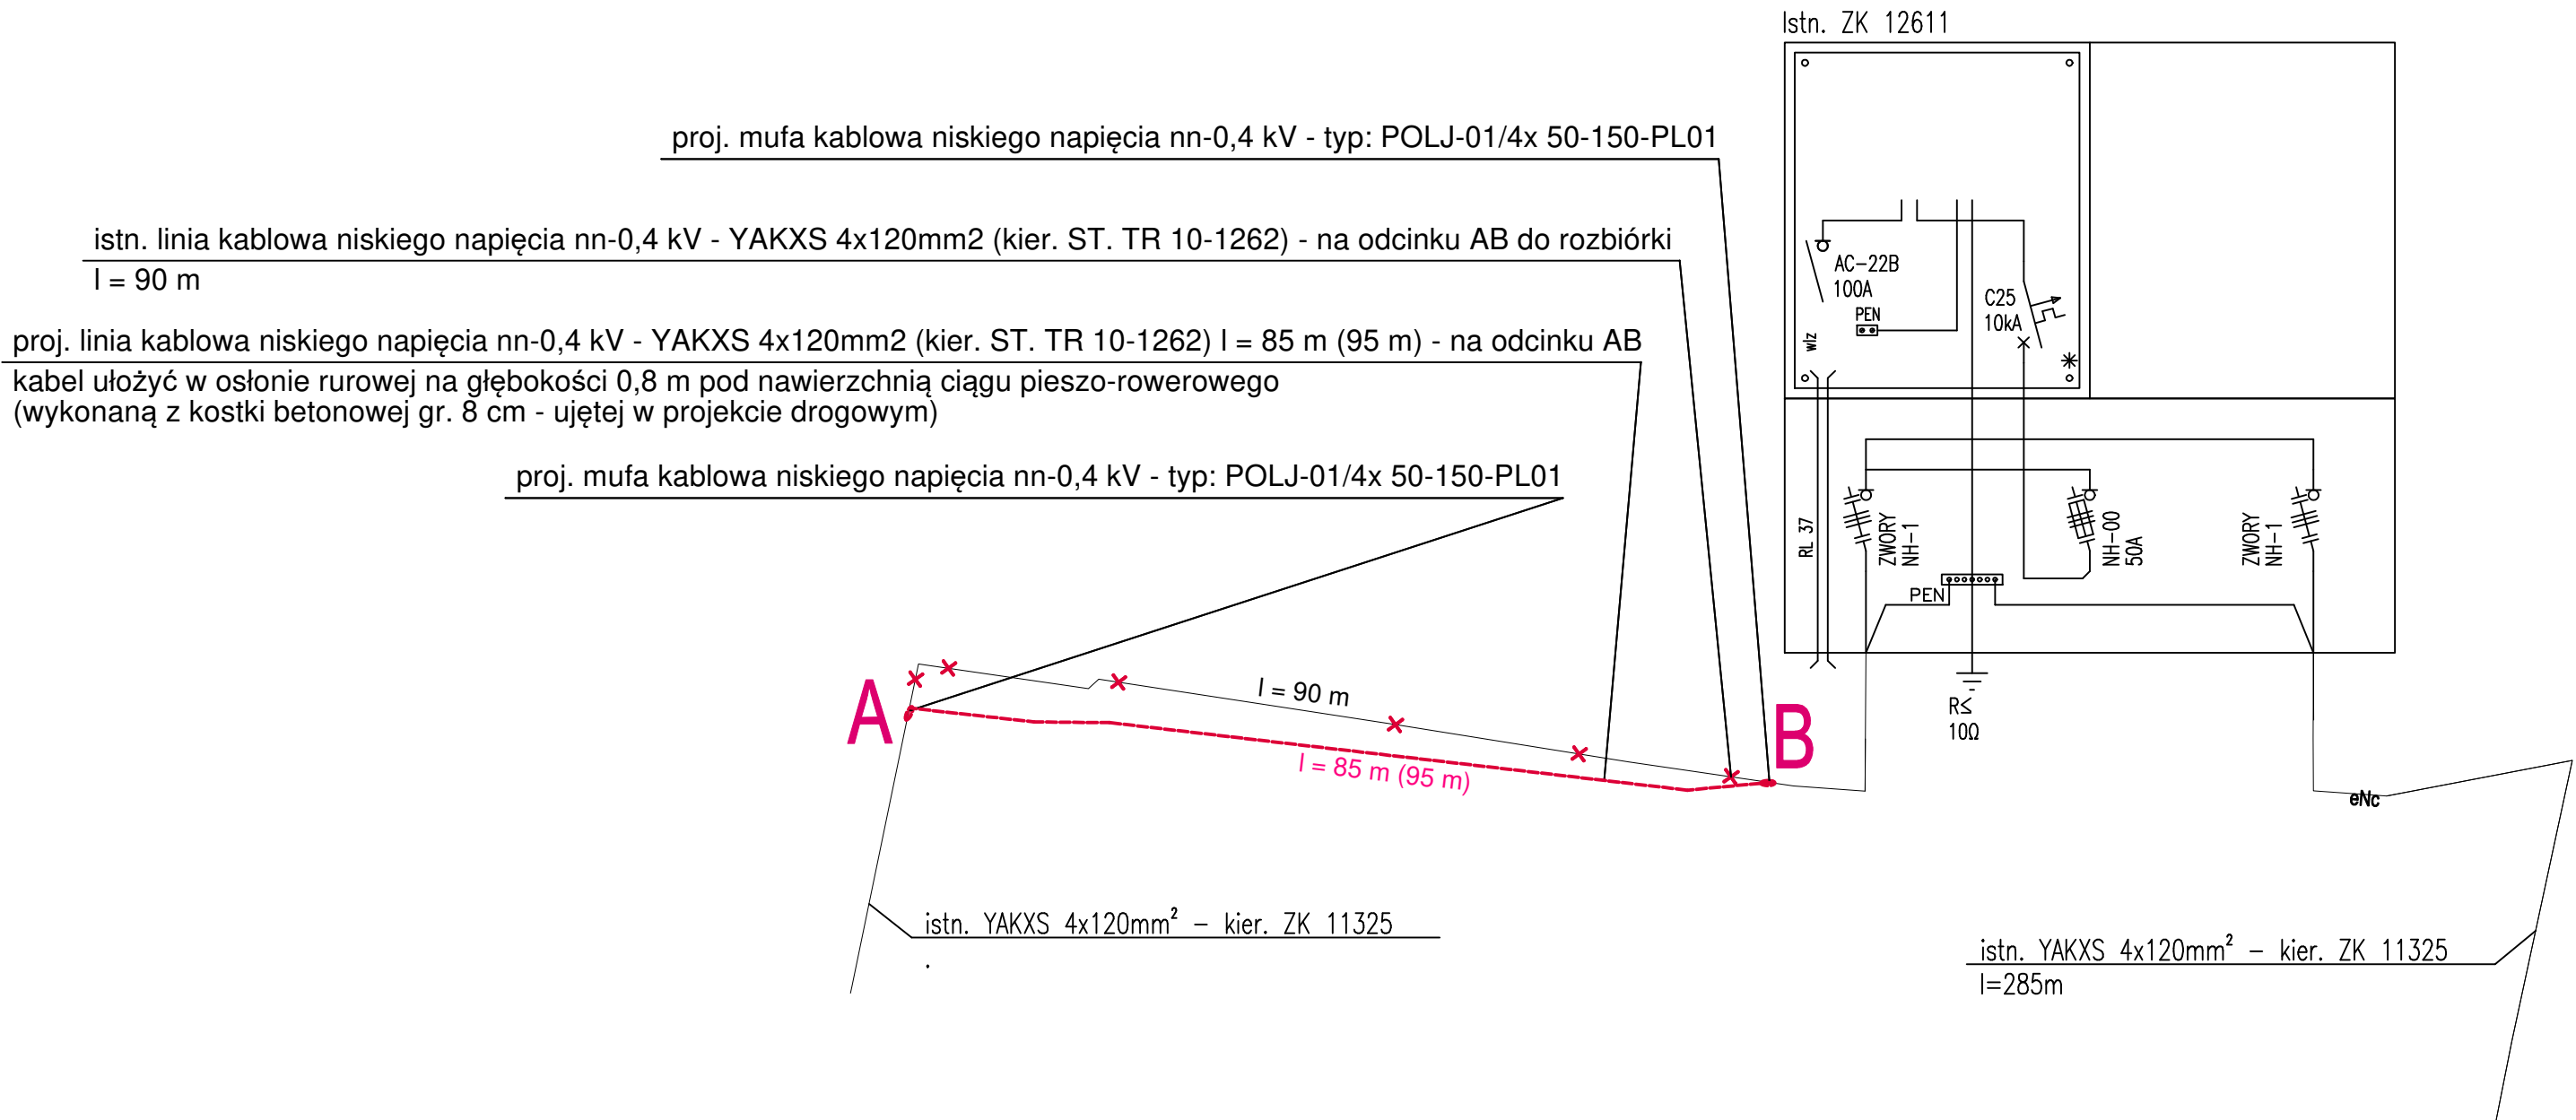 Istn. ZK 12611
proj. mufa kablowa niskiego napięcia nn-0,4 kV - typ: POLJ-01/4x 50-150-PL01
istn. linia kablowa niskiego napięcia nn-0,4 kV - YAKXS 4x120mm2 (kier. ST. TR 10-1262) - na odcinku AB do rozbiórki
l = 90 m
proj. linia kablowa niskiego napięcia nn-0,4 kV - YAKXS 4x120mm2 (kier. ST. TR 10-1262) l = 85 m (95 m) - na odcinku AB
kabel ułożyć w osłonie rurowej na głębokości 0,8 m pod nawierzchnią ciągu pieszo-rowerowego
(wykonaną z kostki betonowej gr. 8 cm - ujętej w projekcie drogowym)
proj. mufa kablowa niskiego napięcia nn-0,4 kV - typ: POLJ-01/4x 50-150-PL01
AC-22B
100A
PEN
C25
10kA
wlz
RL 37
ZWORY
NH-1
NH-00
50A
ZWORY
NH-1
PEN
R≤
10Ω
A
l = 90 m
B
l = 85 m (95 m)
eNc
istn. YAKXS 4x120mm² - kier. ZK 11325
.
istn. YAKXS 4x120mm² - kier. ZK 11325
l=285m